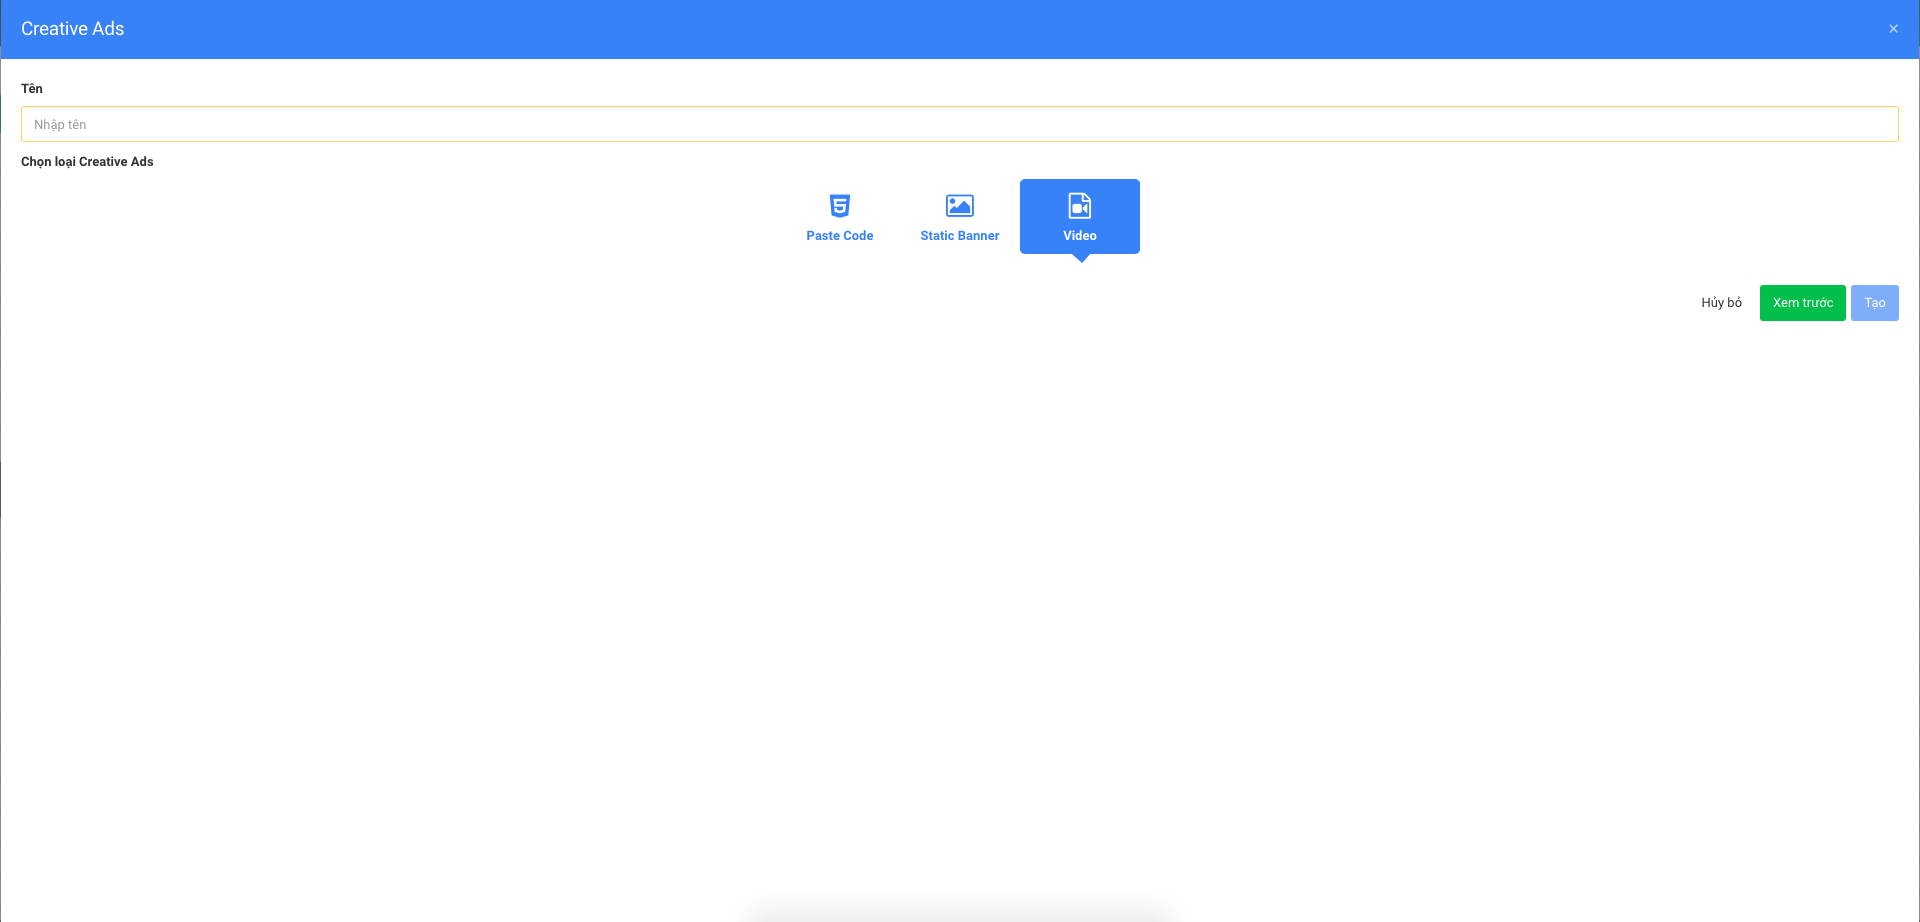 Creative Ads
×
Tên
Nhập tên
Chọn loại Creative Ads
Paste Code
Static Banner
Video
Hủy bỏ
Xem trước
Tạo